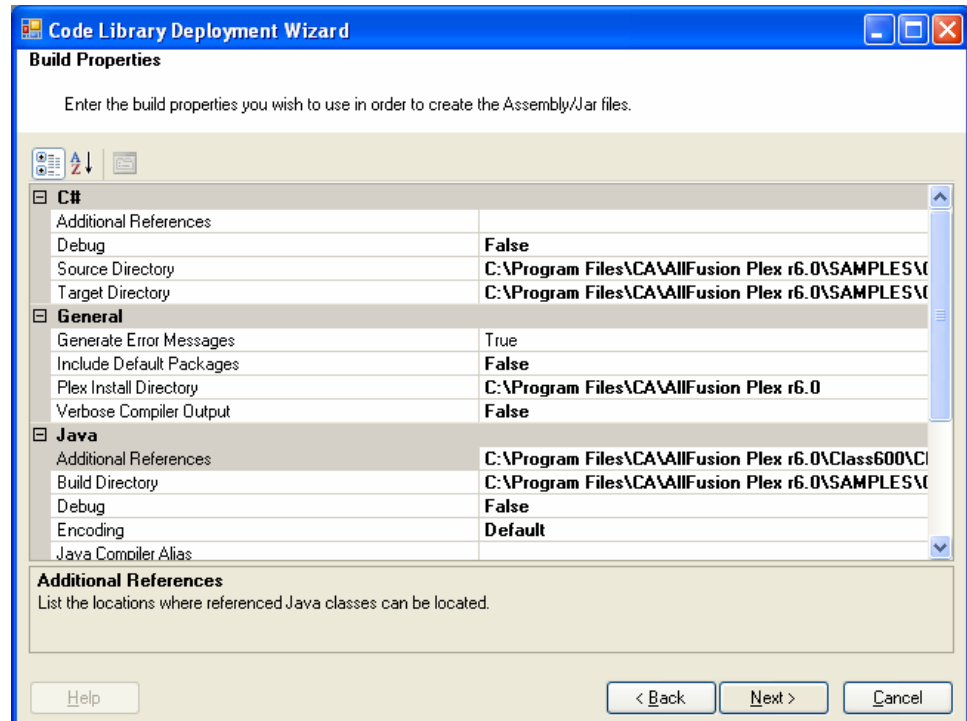 Code Library Deployment Wizard
Build Properties
Enter the build properties you wish to use in order to create the Assembly/Jar files.
C#
Additional References
Debug False
Source Directory C:\Program Files\CA\AllFusion Plex r6.0\SAMPLES\
Target Directory C:\Program Files\CA\AllFusion Plex r6.0\SAMPLES\
General
Generate Error Messages True
Include Default Packages False
Plex Install Directory C:\Program Files\CA\AllFusion Plex r6.0
Verbose Compiler Output False
Java
Additional References C:\Program Files\CA\AllFusion Plex r6.0\Class600\
Build Directory C:\Program Files\CA\AllFusion Plex r6.0\SAMPLES\
Debug False
Encoding Default
Java Compiler Alias
Additional References
List the locations where referenced Java classes can be located.
Help < Back Next > Cancel